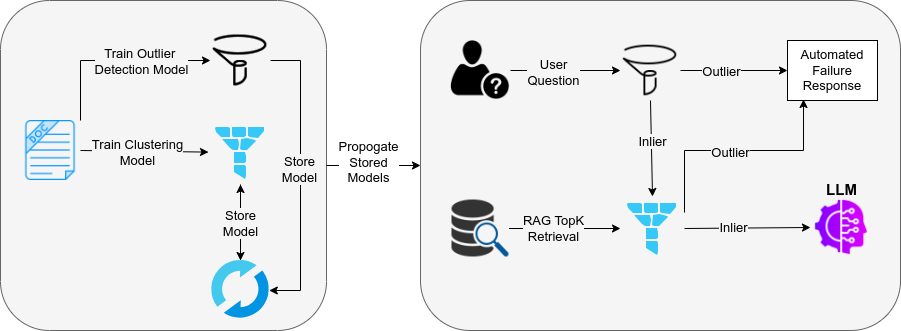 Train Outlier
Detection Model
DOC
Train Clustering
Model
Store
Model
Store
Model
Propogate
Stored
Models
User
Question
?
Outlier
Automated
Failure
Response
Inlier
Outlier
RAG TopK
Retrieval
Inlier
LLM